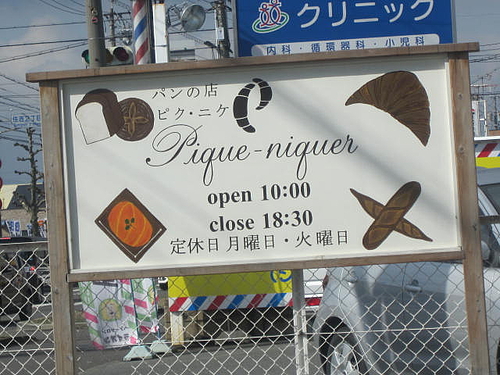 クリニック
内科・循環器科・小児科
パンの店
ピク・ニケ
Pique-niquer
open 10:00
close 18:30
定休日 月曜日・火曜日